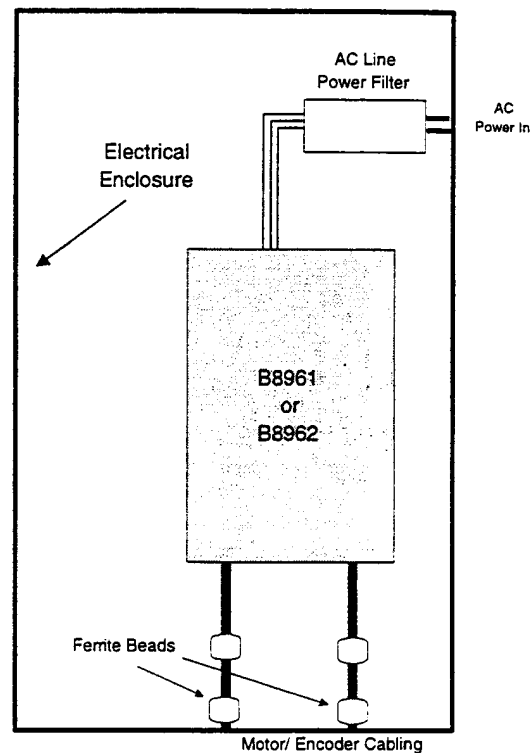 AC Line
Power Filter
AC
Power In
Electrical
Enclosure
B8961
or
B8962
Ferrite Beads
Motor/ Encoder Cabling